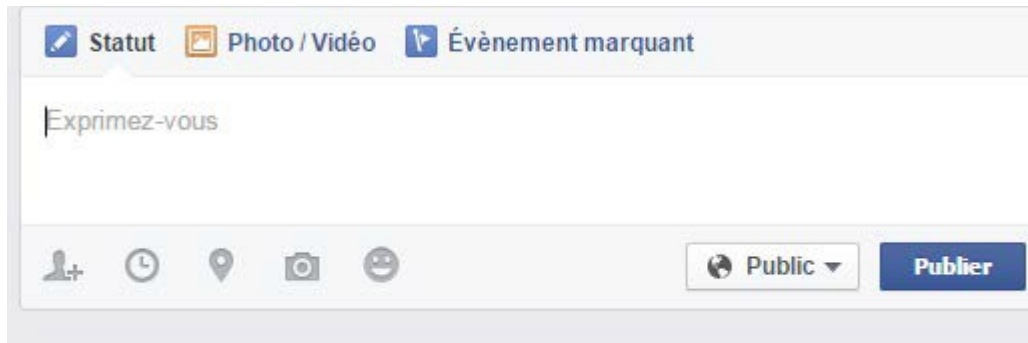 Statut Photo / Vidéo Évènement marquant
Exprimez-vous
Public Publier